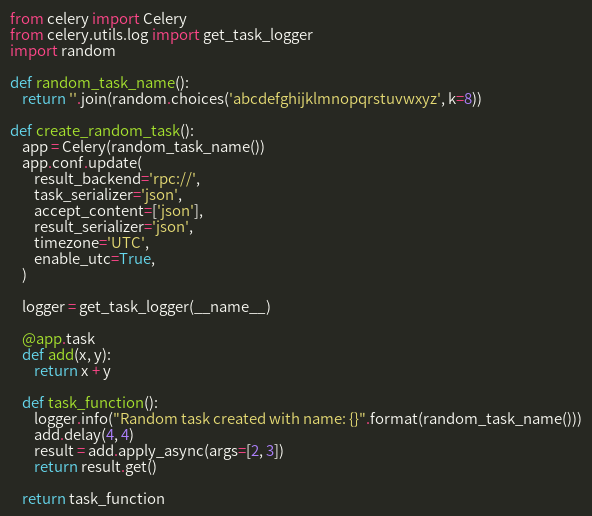 from celery import Celery
from celery.utils.log import get_task_logger
import random

def random_task_name():
    return ''.join(random.choices('abcdefghijklmnopqrstuvwxyz', k=8))

def create_random_task():
    app = Celery(random_task_name())
    app.conf.update(
        result_backend='rpc://',
        task_serializer='json',
        accept_content=['json'],
        result_serializer='json',
        timezone='UTC',
        enable_utc=True,
    )

    logger = get_task_logger(__name__)

    @app.task
    def add(x, y):
        return x + y

    def task_function():
        logger.info("Random task created with name: {}".format(random_task_name()))
        add.delay(4, 4)
        result = add.apply_async(args=[2, 3])
        return result.get()

    return task_function